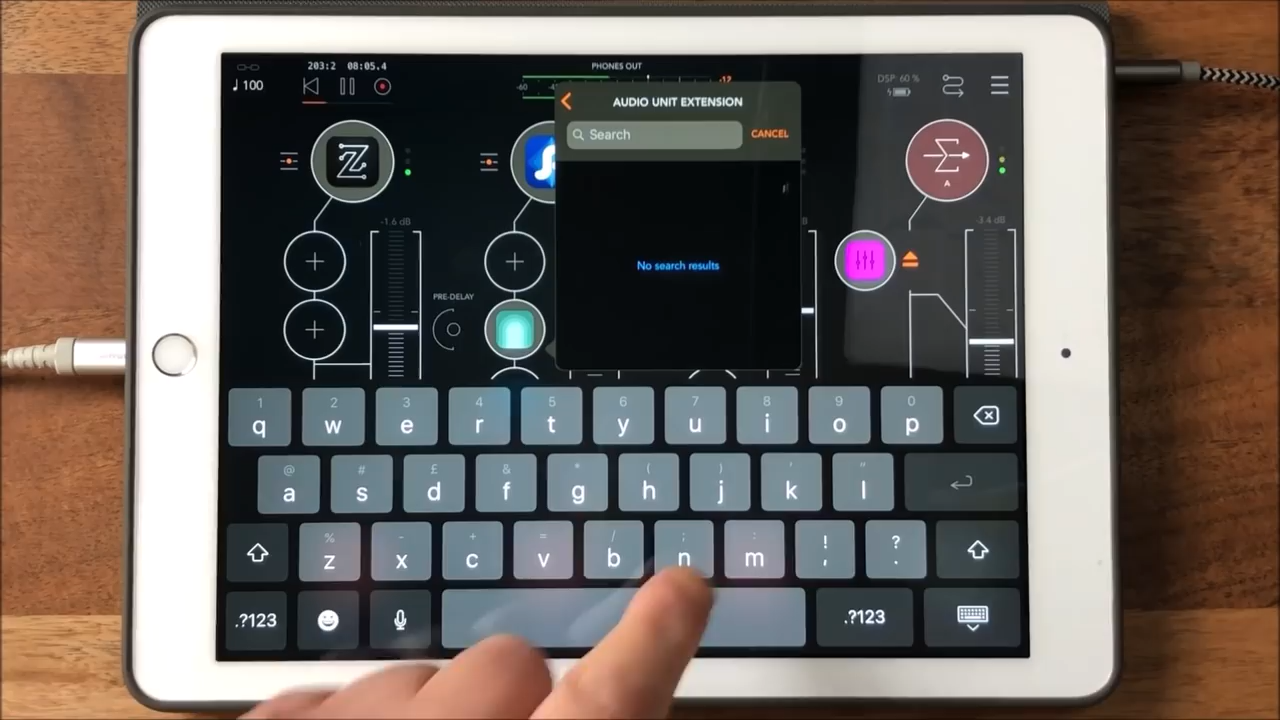 203:2 08:05.4
♩ 100
PHONES OUT
-60
-12
DSP: 60 %
AUDIO UNIT EXTENSION
Search
CANCEL
No search results
A
-1.6 dB
-3.4 dB
PRE-DELAY
1 2 3 4 5 6 7 8 9 0
q w e r t y u i o p
@ # £ & * ( ) ' "
a s d f g h j k l
% - + = / ; : ! ?
z x c v b n m , .
.?123 .?123